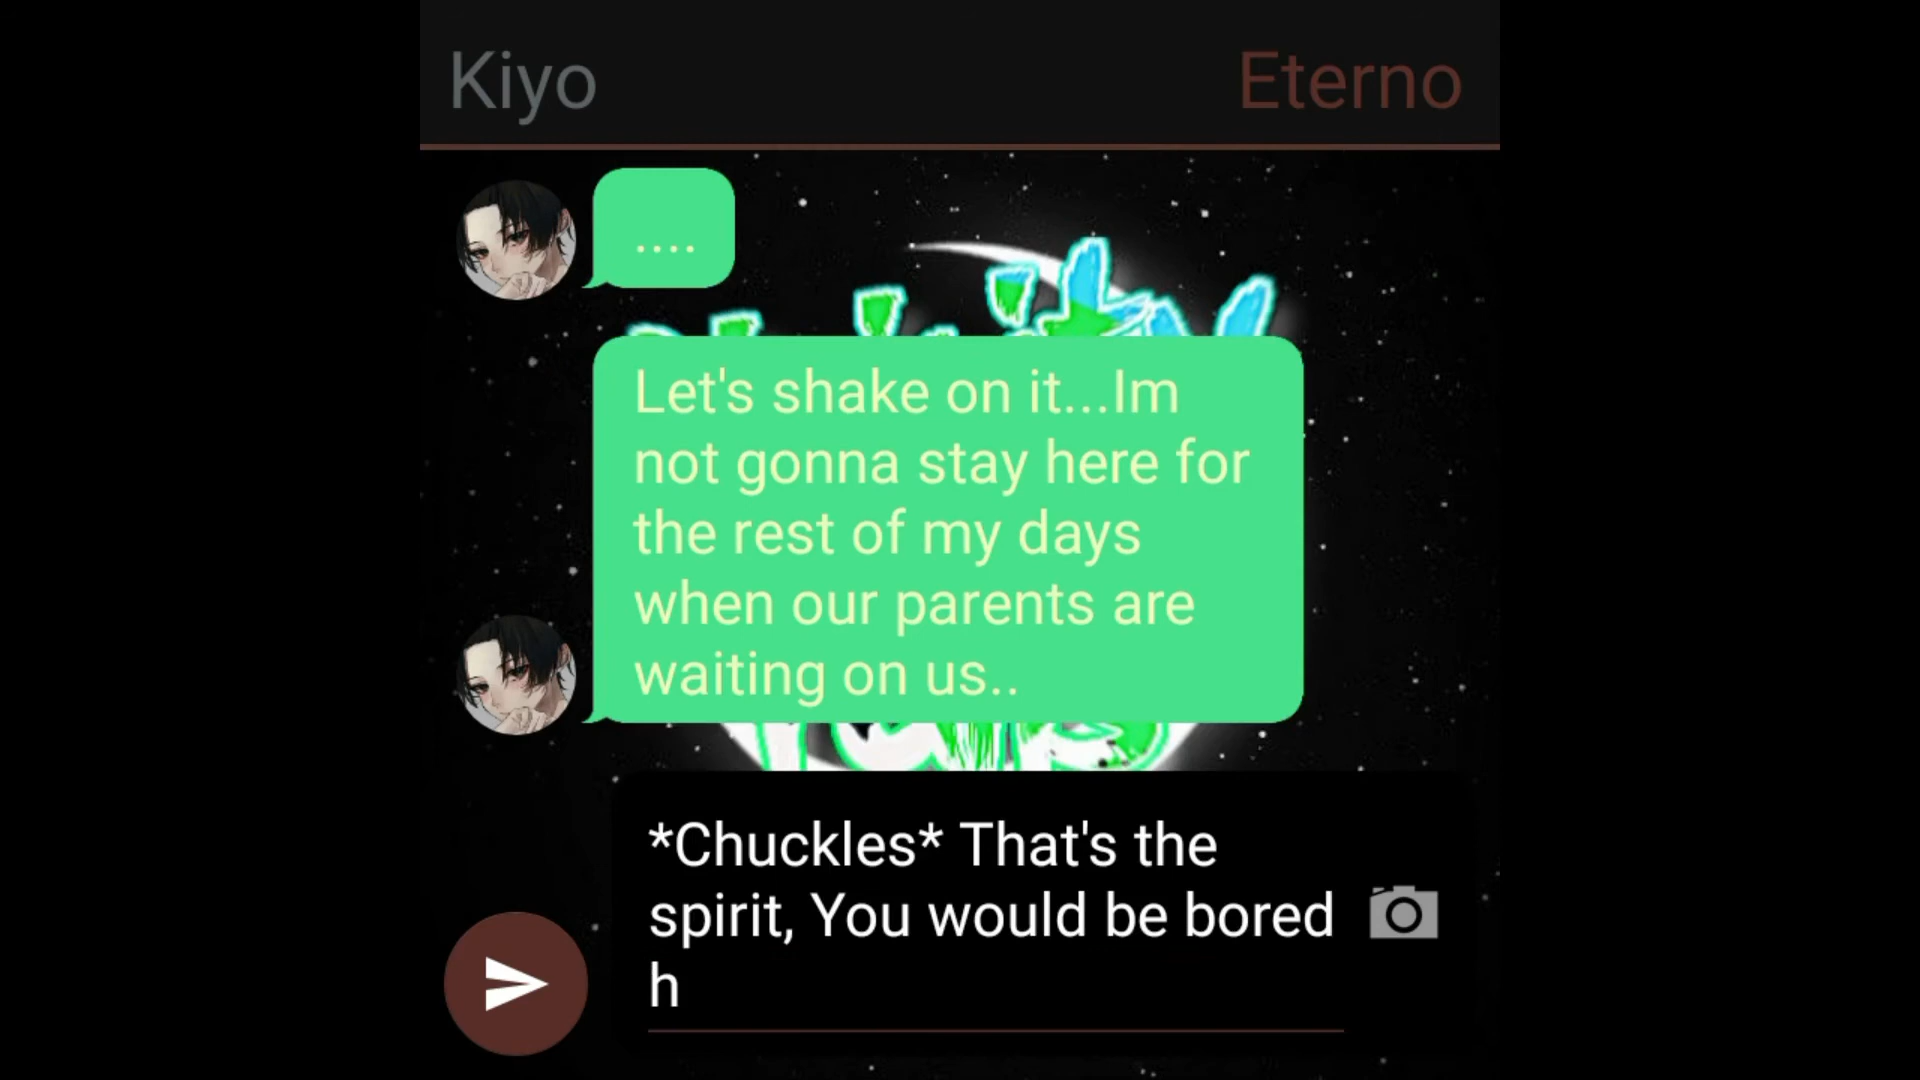 Kiyo
Eterno
....
Let's shake on it...Im
not gonna stay here for
the rest of my days
when our parents are
waiting on us..
*Chuckles* That's the
spirit, You would be bored
h